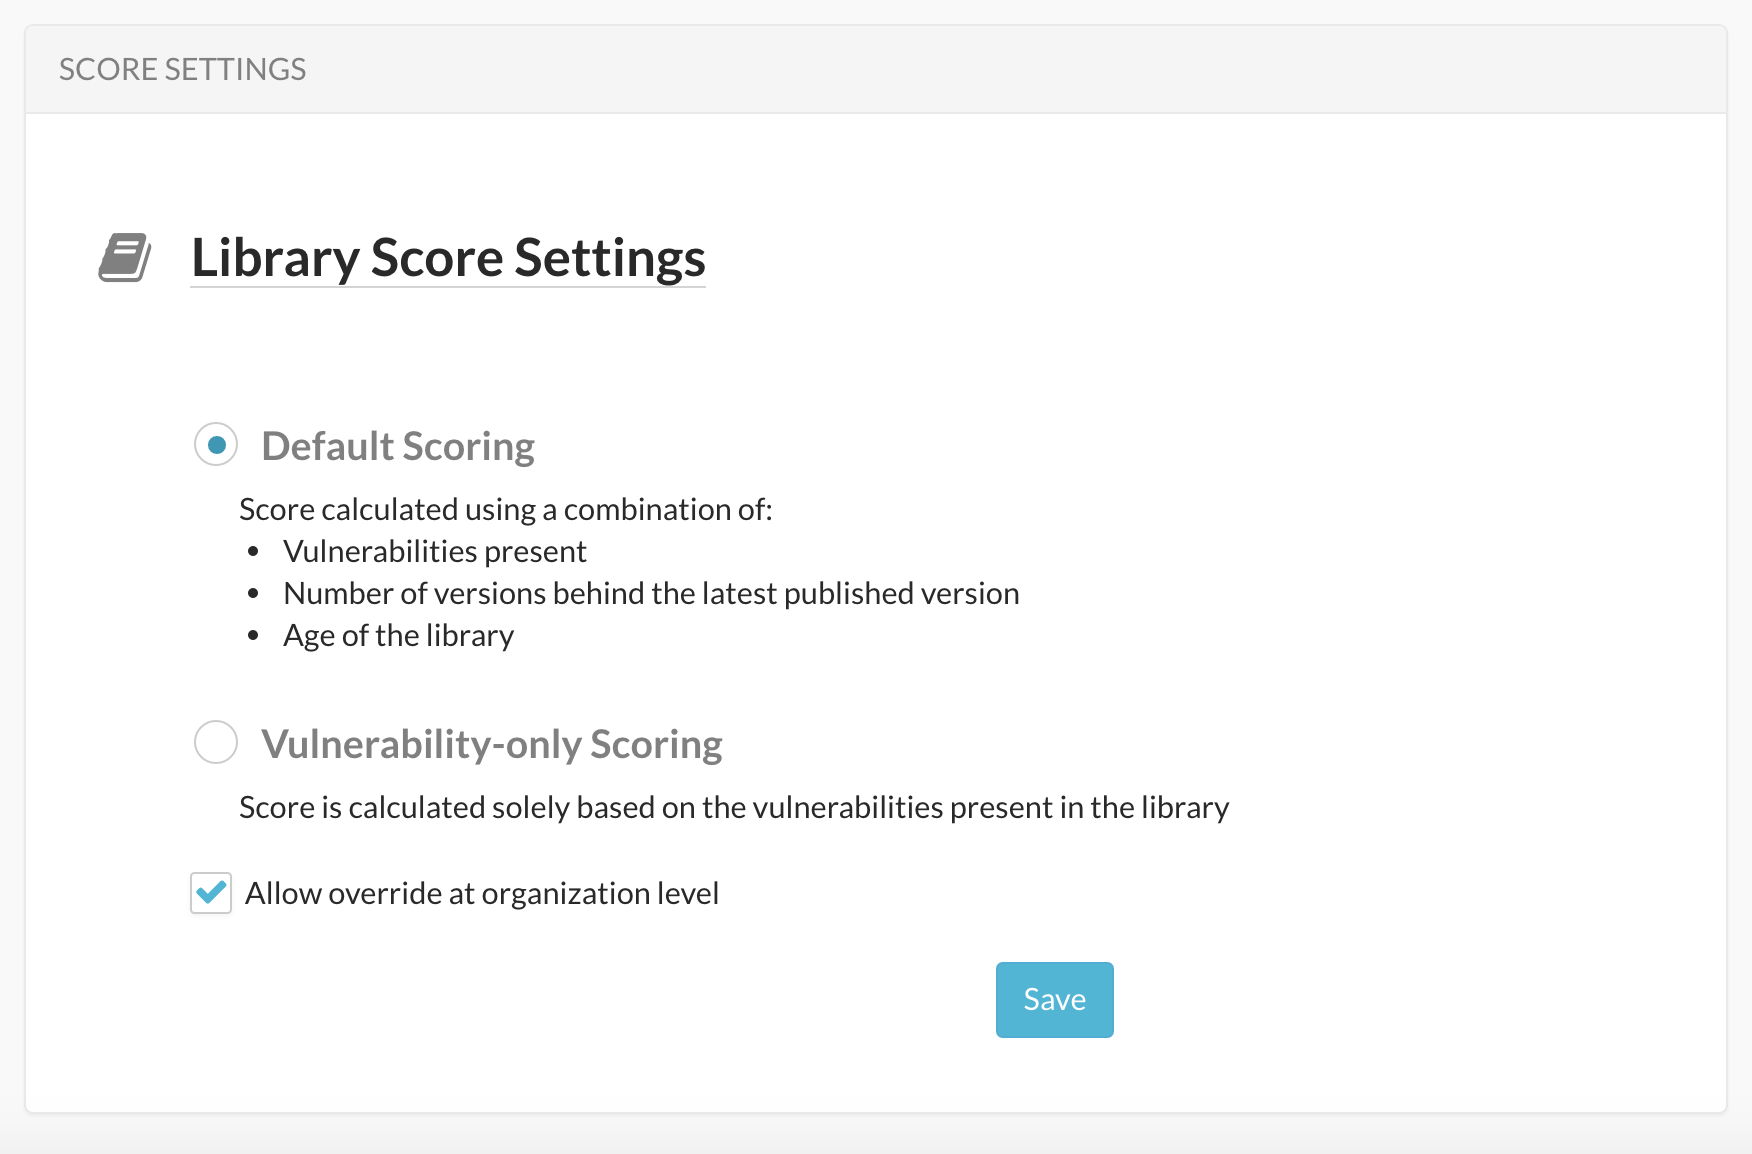 SCORE SETTINGS
Library Score Settings
Default Scoring
Score calculated using a combination of:
• Vulnerabilities present
• Number of versions behind the latest published version
• Age of the library
Vulnerability-only Scoring
Score is calculated solely based on the vulnerabilities present in the library
Allow override at organization level
Save